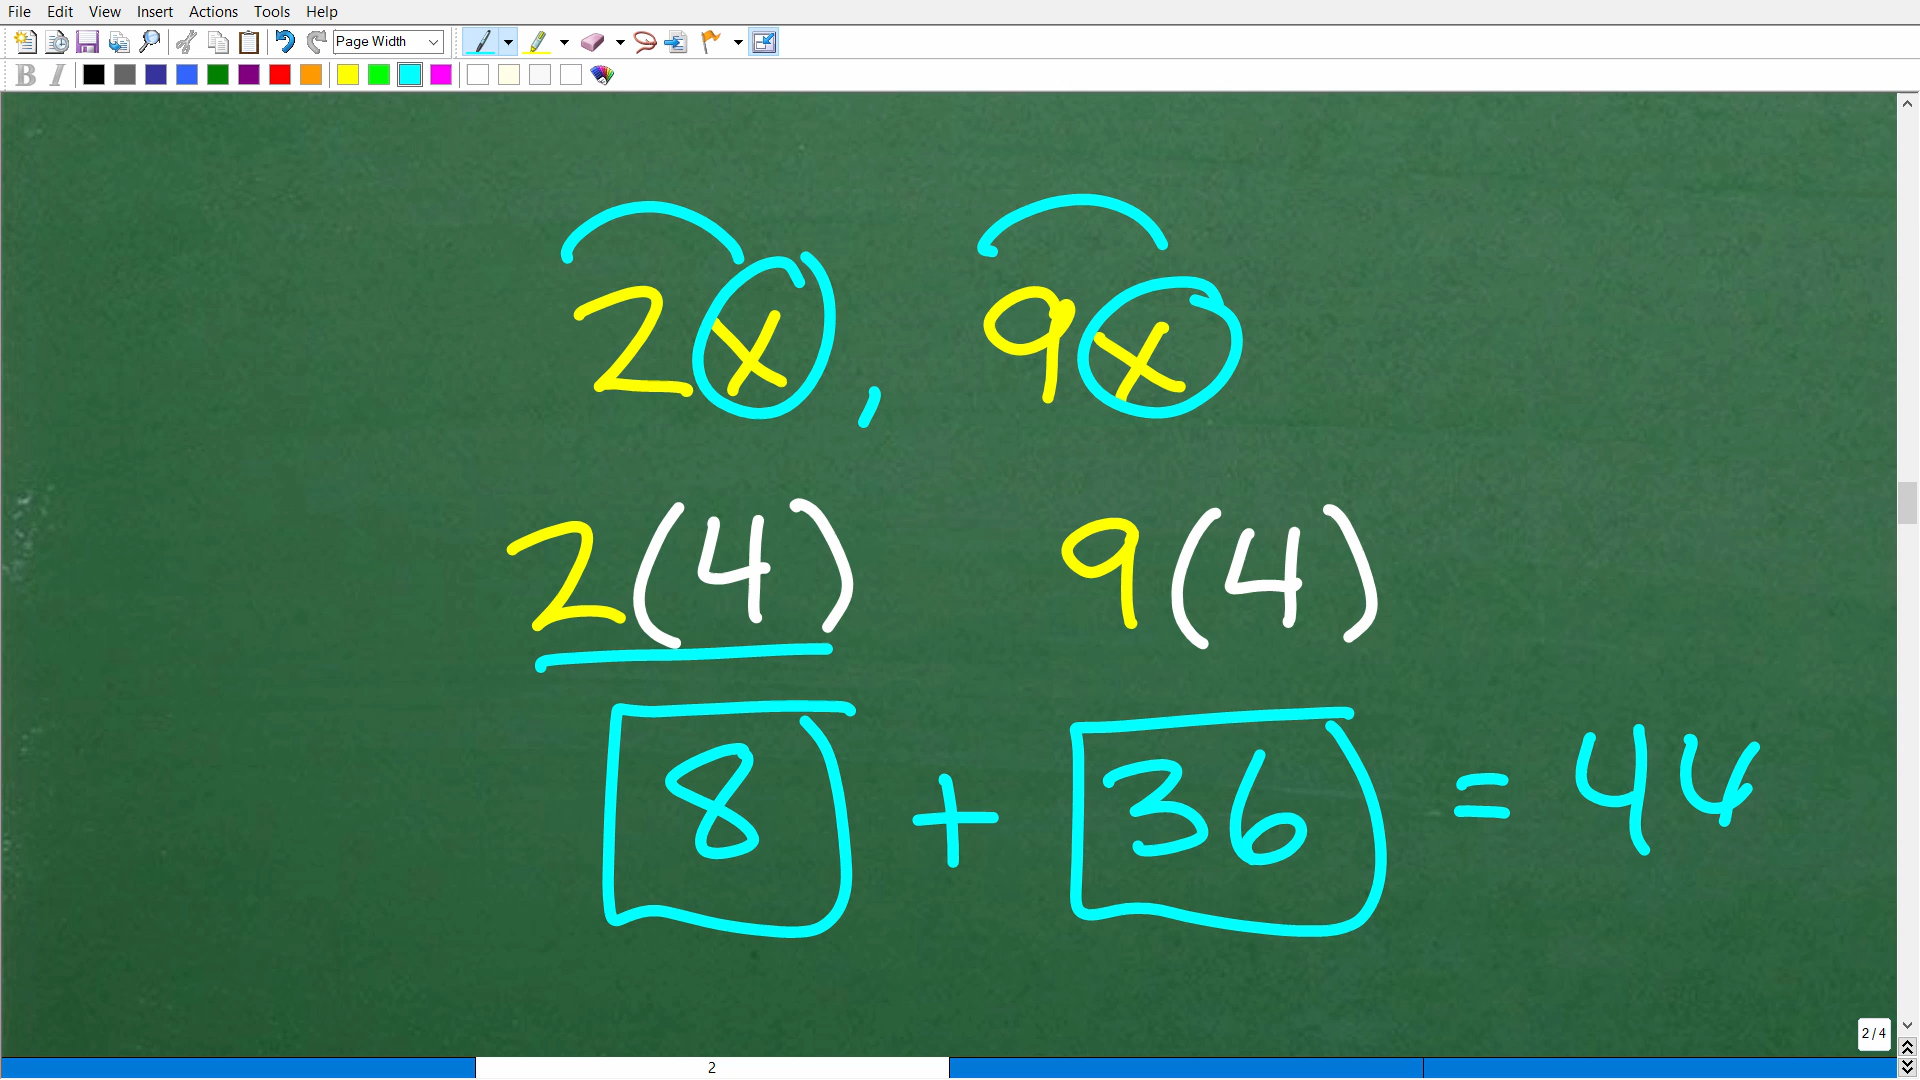 File Edit View Insert Actions Tools Help
Page Width
B I
2x, 9x
2(4) 9(4)
8 + 36 = 44
2/4
2